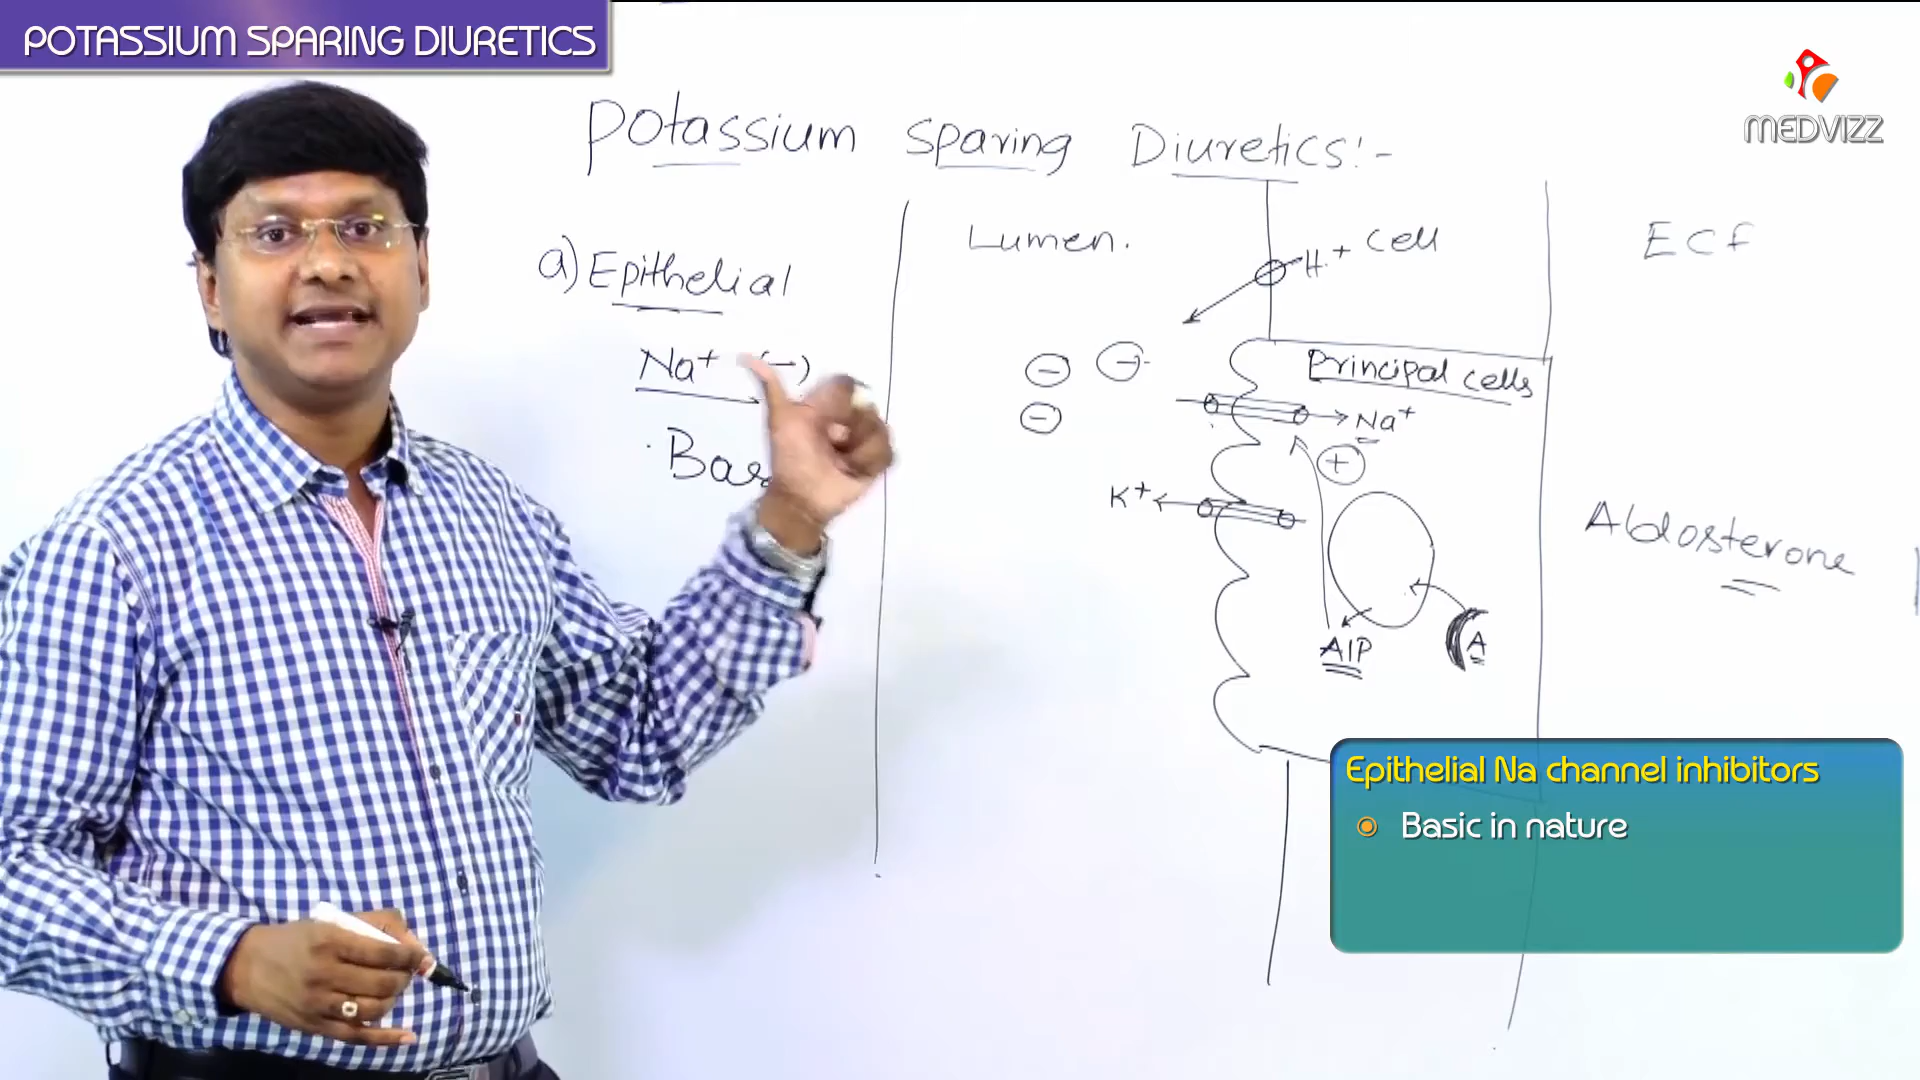 POTASSIUM SPARING DIURETICS
MEDVIZZ
Potassium Sparing Diuretics:-
a) Epithelial
Na+ (-)
Bas
Lumen.
H+ Cell
ECF
Principal cells
Na+
+
K+
Aldosterone
AIP
A
Epithelial Na channel inhibitors
Basic in nature